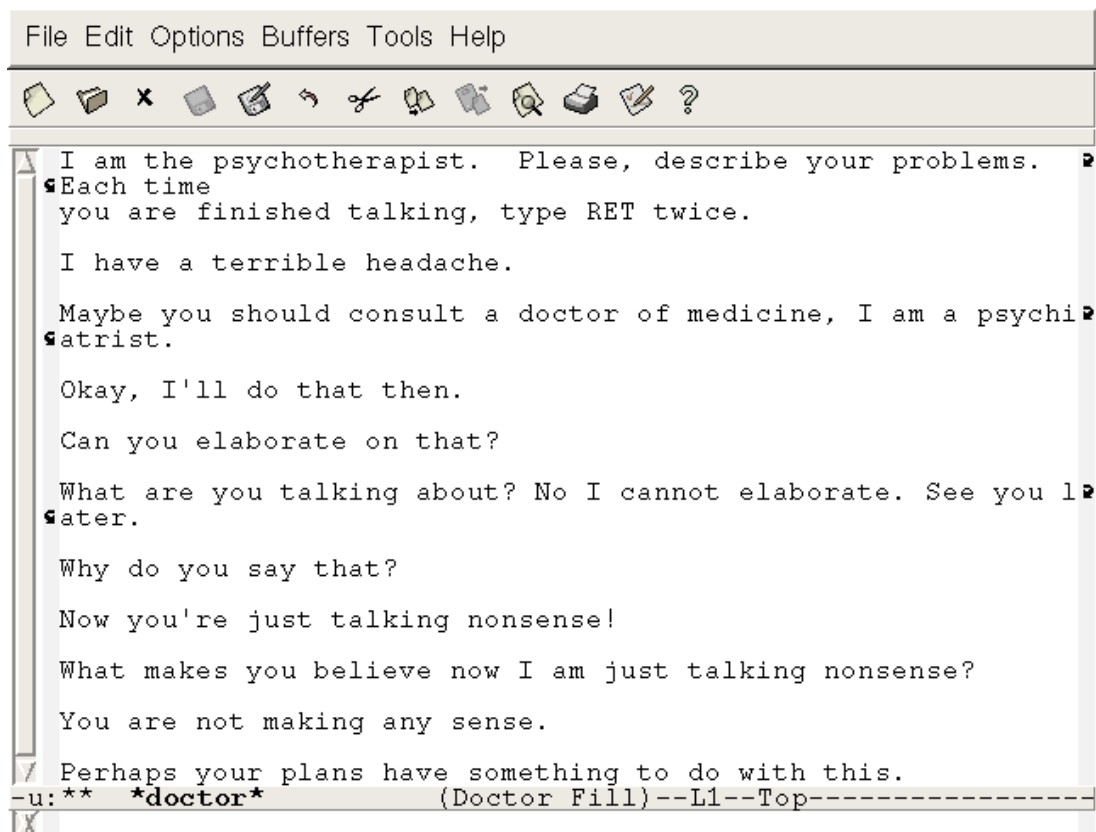 File Edit Options Buffers Tools Help
I am the psychotherapist.  Please, describe your problems.
Each time
you are finished talking, type RET twice.
I have a terrible headache.
Maybe you should consult a doctor of medicine, I am a psychi
atrist.
Okay, I'll do that then.
Can you elaborate on that?
What are you talking about? No I cannot elaborate. See you l
ater.
Why do you say that?
Now you're just talking nonsense!
What makes you believe now I am just talking nonsense?
You are not making any sense.
Perhaps your plans have something to do with this.
-u:**  *doctor*          (Doctor Fill)--L1--Top-----------------